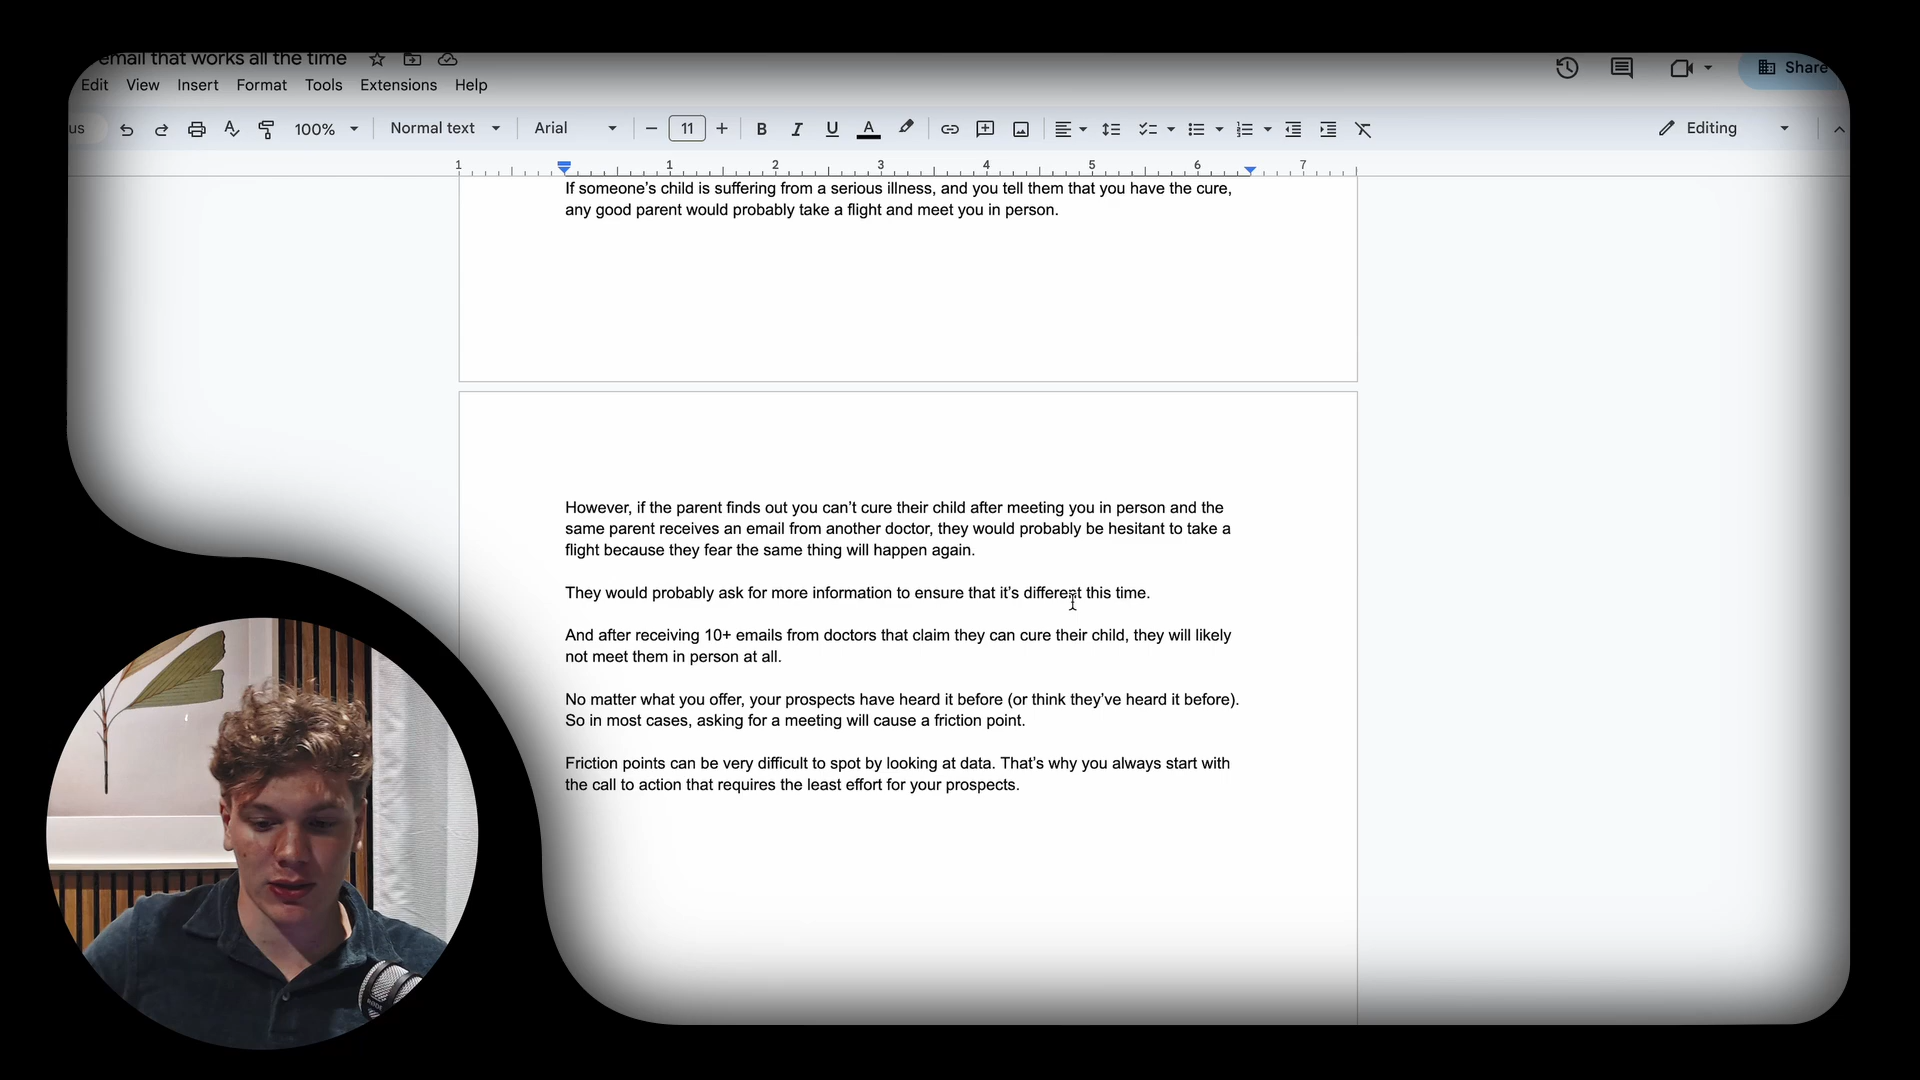 email that works all the time
Edit View Insert Format Tools Extensions Help
Share
us 100% Normal text Arial 11 B I U A Editing
1 1 2 3 4 5 6 7
If someone's child is suffering from a serious illness, and you tell them that you have the cure,
any good parent would probably take a flight and meet you in person.
However, if the parent finds out you can't cure their child after meeting you in person and the
same parent receives an email from another doctor, they would probably be hesitant to take a
flight because they fear the same thing will happen again.
They would probably ask for more information to ensure that it's different this time.
And after receiving 10+ emails from doctors that claim they can cure their child, they will likely
not meet them in person at all.
No matter what you offer, your prospects have heard it before (or think they've heard it before).
So in most cases, asking for a meeting will cause a friction point.
Friction points can be very difficult to spot by looking at data. That's why you always start with
the call to action that requires the least effort for your prospects.